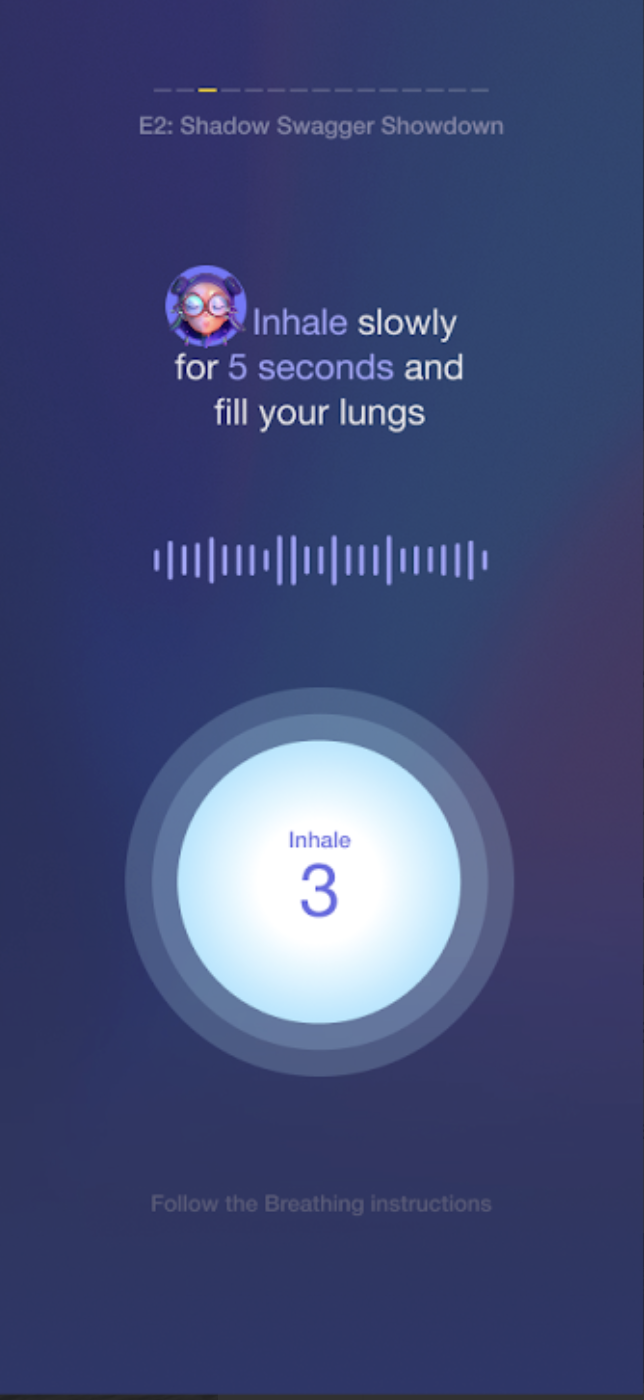 E2: Shadow Swagger Showdown
Inhale slowly
for 5 seconds and
fill your lungs
Inhale
3
Follow the Breathing instructions